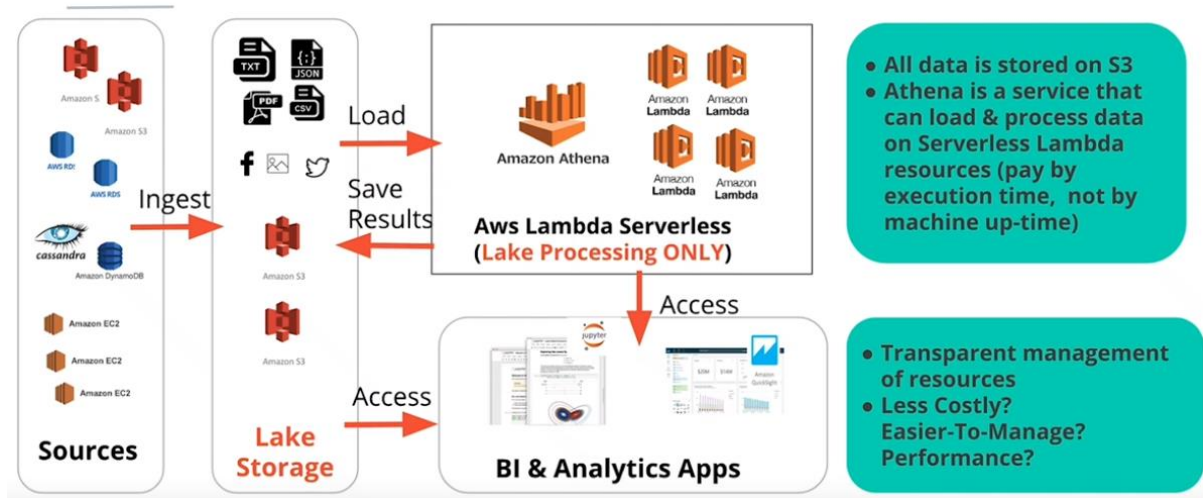 Amazon S
Amazon S3
AWS RDS
AWS RDS
cassandra
Amazon DynamoDB
Amazon EC2
Amazon EC2
Amazon EC2
Sources
Ingest
TXT
{:}
JSON
PDF
CSV
Amazon S3
Amazon S3
Lake
Storage
Load
Save
Results
Access
Amazon Athena
Amazon
Lambda
Amazon
Lambda
Amazon
Lambda
Amazon
Lambda
Aws Lambda Serverless
(Lake Processing ONLY)
Access
jupyter
Amazon
QuickSight
BI & Analytics Apps
• All data is stored on S3
• Athena is a service that
can load & process data
on Serverless Lambda
resources (pay by
execution time, not by
machine up-time)
• Transparent management
of resources
• Less Costly?
Easier-To-Manage?
Performance?